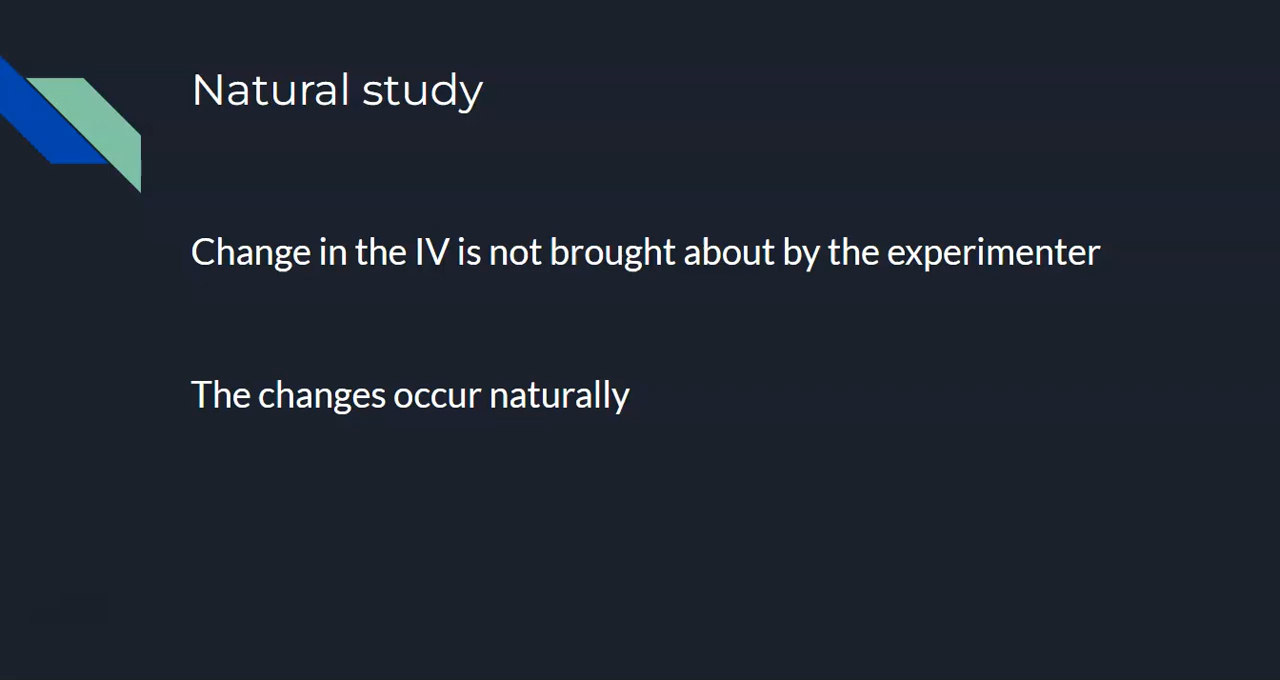 Natural study
Change in the IV is not brought about by the experimenter
The changes occur naturally